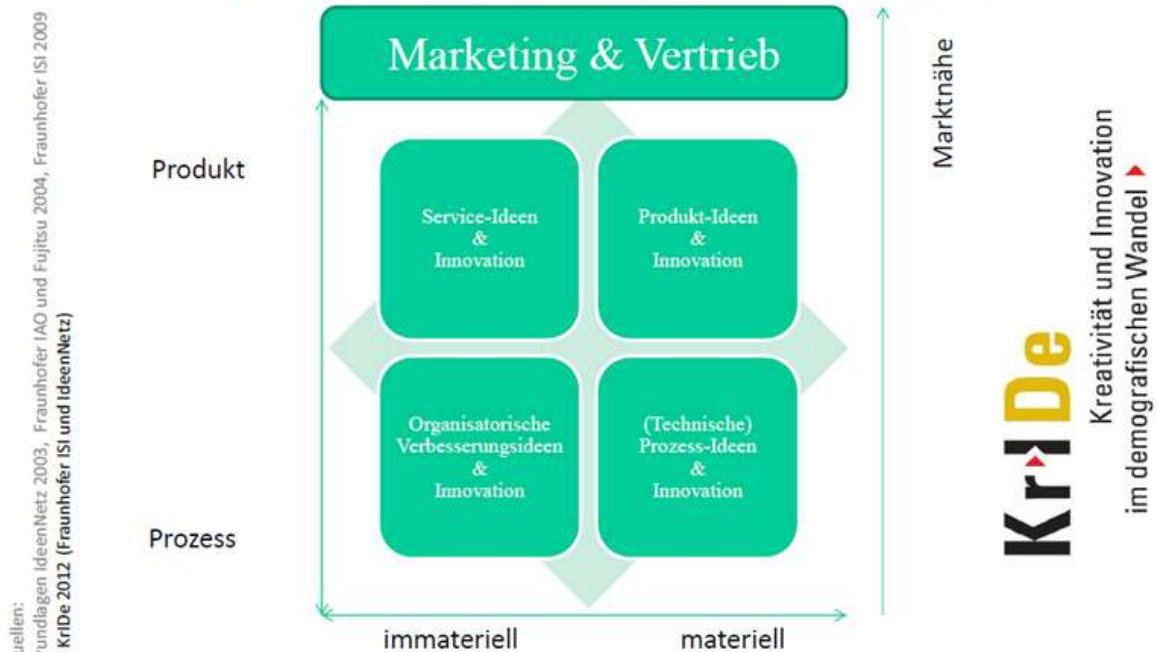 Marketing & Vertrieb
Marktnähe
Produkt
Service-Ideen
&
Innovation
Produkt-Ideen
&
Innovation
Organisatorische
Verbesserungsideen
&
Innovation
(Technische)
Prozess-Ideen
&
Innovation
Prozess
immateriell
materiell
uellen:
rundlagen IdeenNetz 2003, Fraunhofer IAO und Fujitsu 2004, Fraunhofer ISI 2009
KrIDe 2012 (Fraunhofer ISI und IdeenNetz)
KrIDe
Kreativität und Innovation
im demografischen Wandel